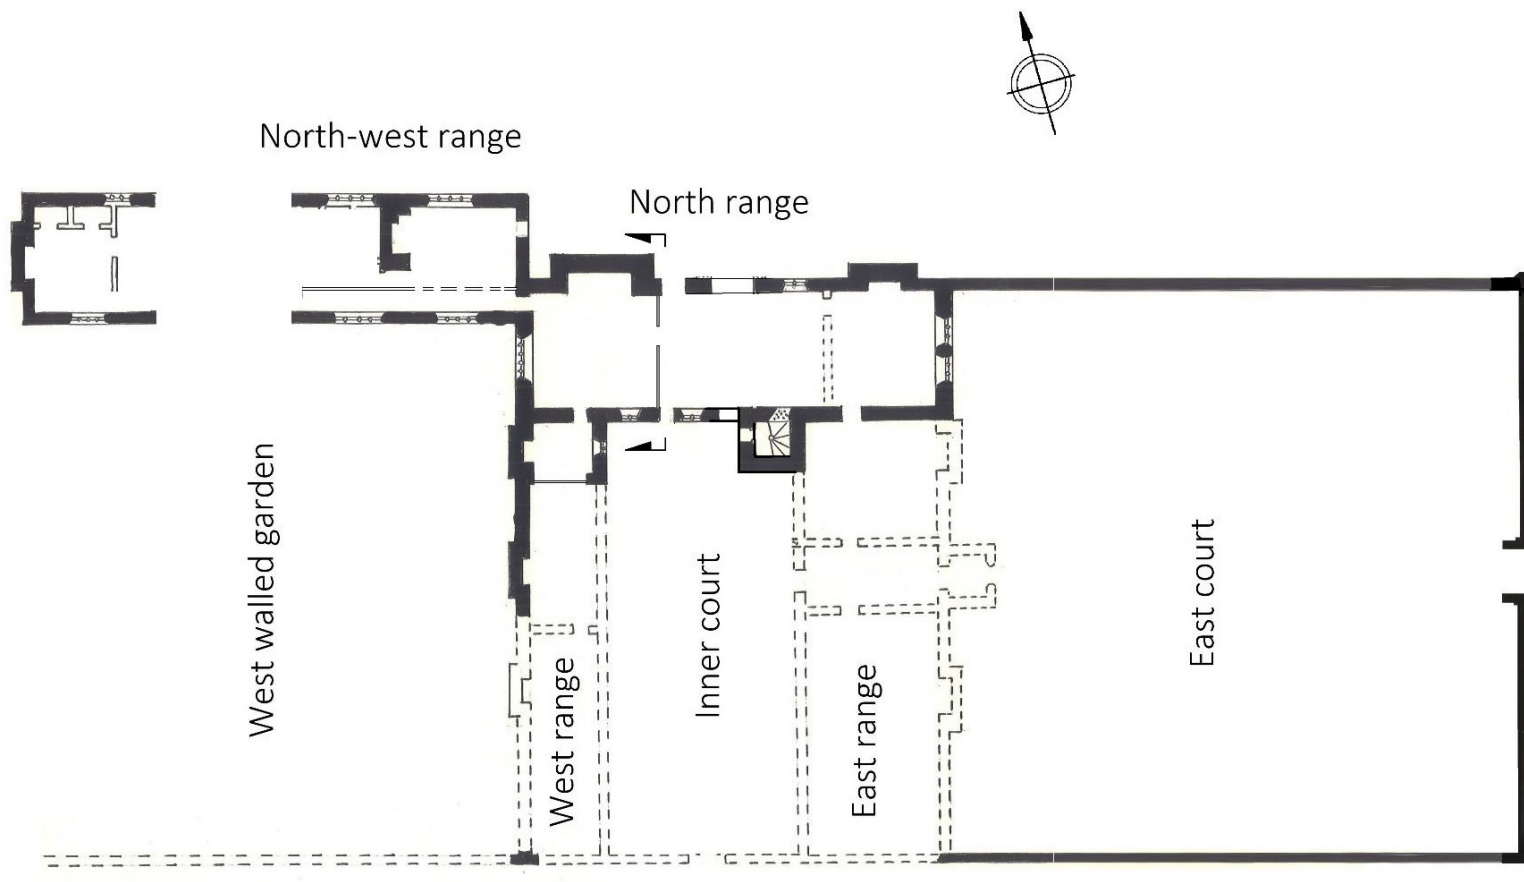 North-west range
North range
West walled garden
Inner court
East court
West range
East range